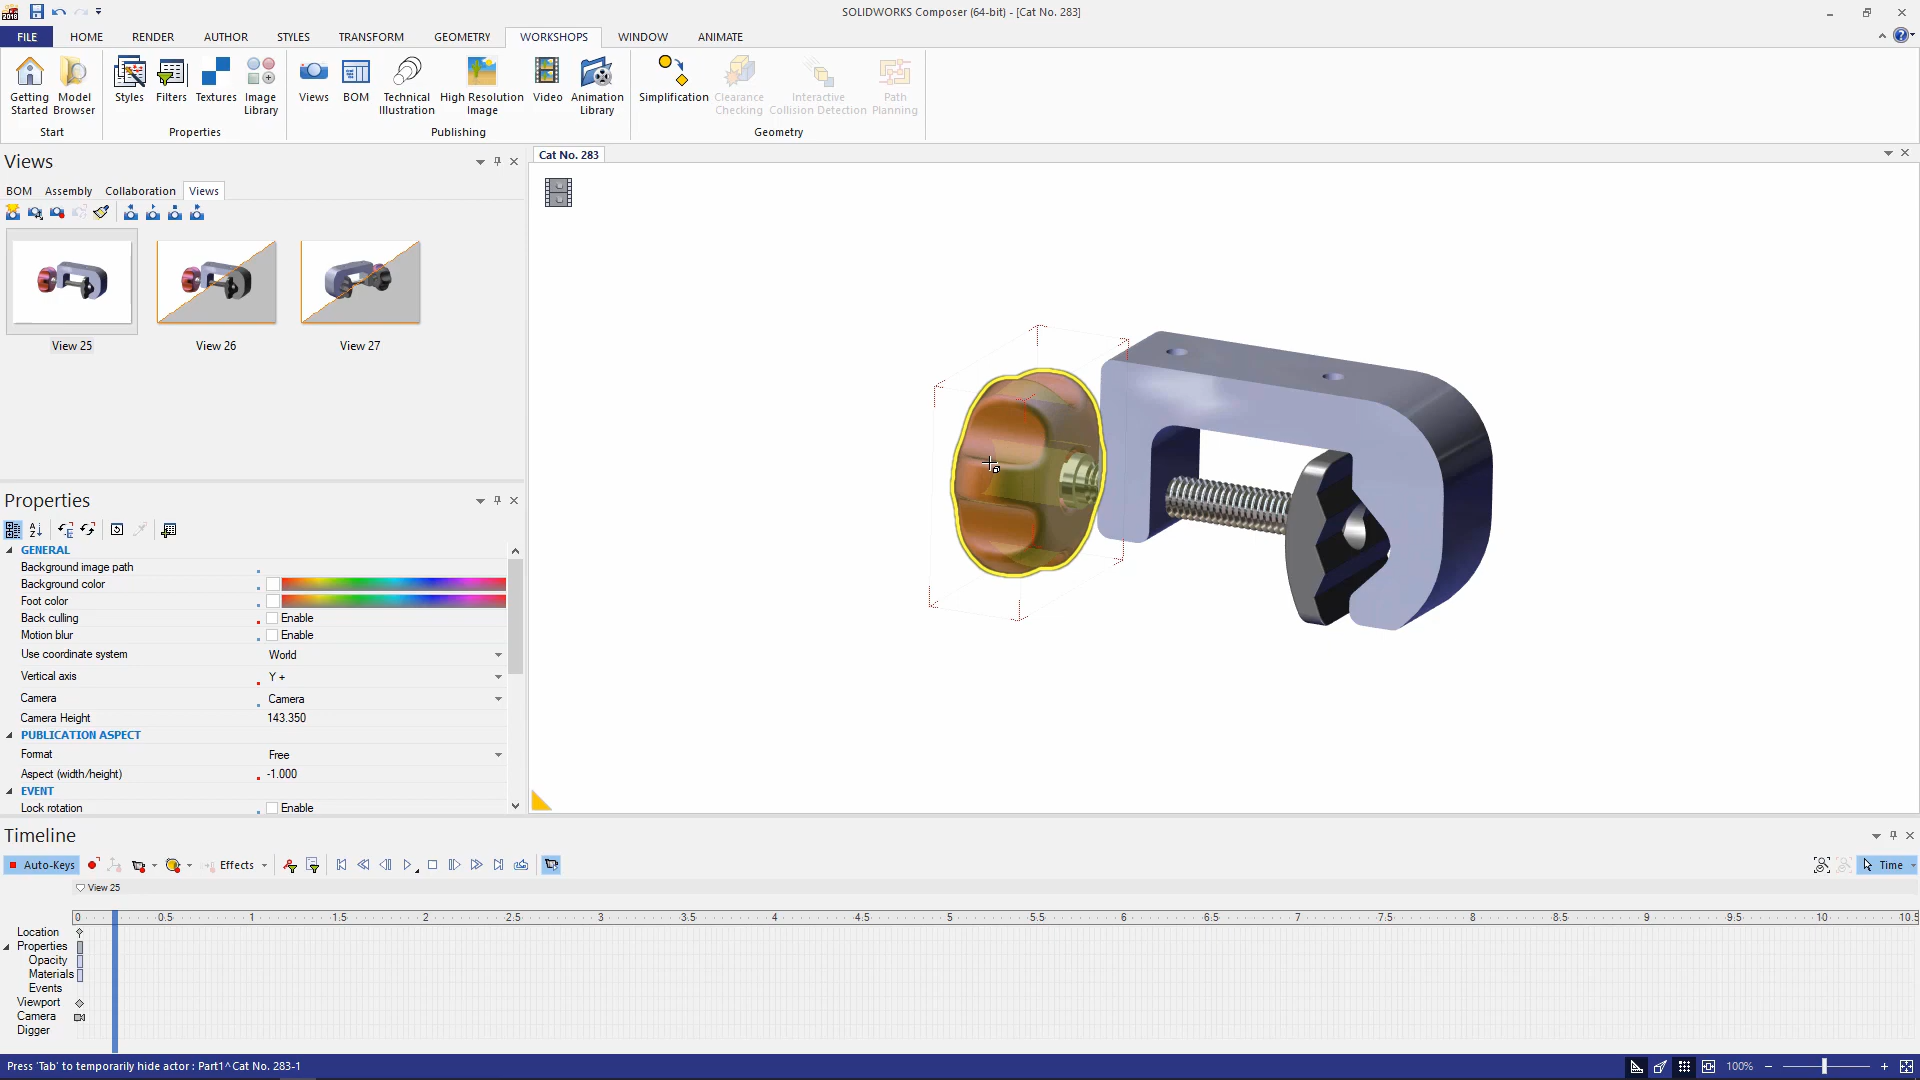 SOLIDWORKS Composer (64-bit) - [Cat No. 283]
FILE HOME RENDER AUTHOR STYLES TRANSFORM GEOMETRY WORKSHOPS WINDOW ANIMATE
Getting Started
Model Browser
Styles
Filters
Textures
Image Library
Views
BOM
Technical Illustration
High Resolution Image
Video
Animation Library
Simplification
Clearance Checking
Interactive Collision Detection
Path Planning
Start Properties Publishing Geometry
Views
Cat No. 283
BOM Assembly Collaboration Views
View 25 View 26 View 27
Properties
GENERAL
Background image path
Background color
Foot color
Back culling Enable
Motion blur Enable
Use coordinate system World
Vertical axis Y +
Camera Camera
Camera Height 143.350
PUBLICATION ASPECT
Format Free
Aspect (width/height) -1.000
EVENT
Lock rotation Enable
Timeline
Auto-Keys Effects Time
View 25
0 0.5 1 1.5 2 2.5 3 3.5 4 4.5 5 5.5 6 6.5 7 7.5 8 8.5 9 9.5 10 10.5
Location
Properties
Opacity
Materials
Events
Viewport
Camera
Digger
Press 'Tab' to temporarily hide actor : Part1^Cat No. 283-1 100%